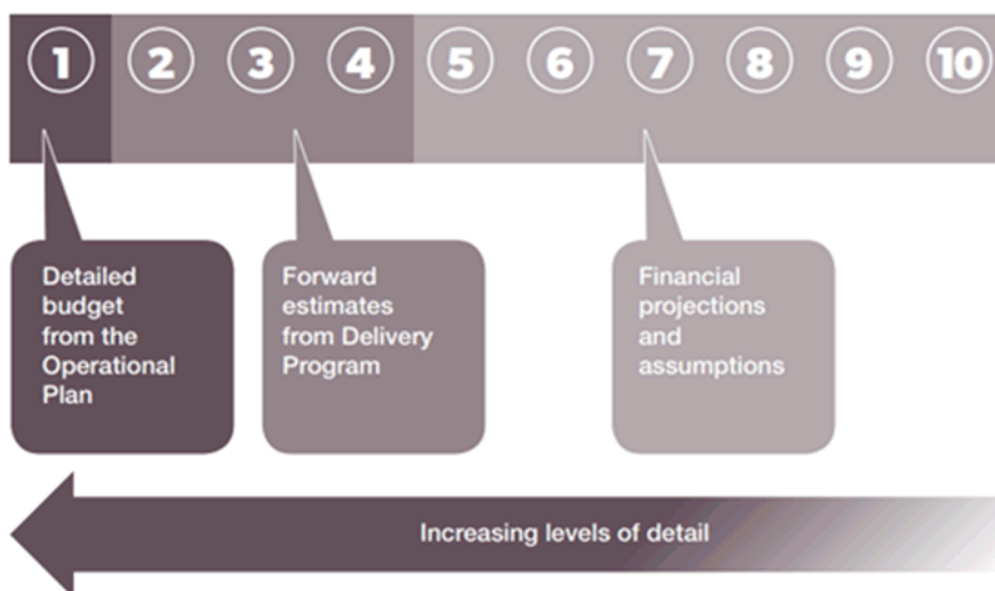 1 2 3 4 5 6 7 8 9 10
Detailed
budget
from the
Operational
Plan
Forward
estimates
from Delivery
Program
Financial
projections
and
assumptions
Increasing levels of detail